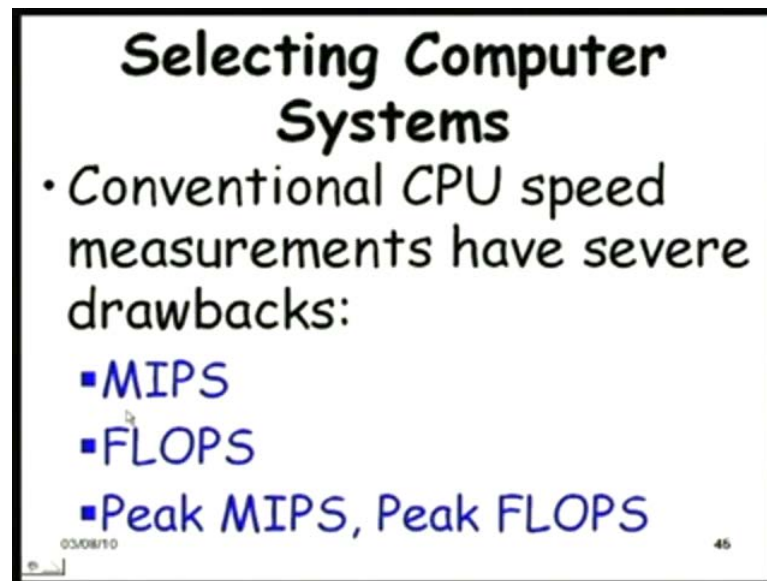 Selecting Computer
Systems
• Conventional CPU speed
measurements have severe
drawbacks:
▪MIPS
▪FLOPS
▪Peak MIPS, Peak FLOPS
03/08/10 45